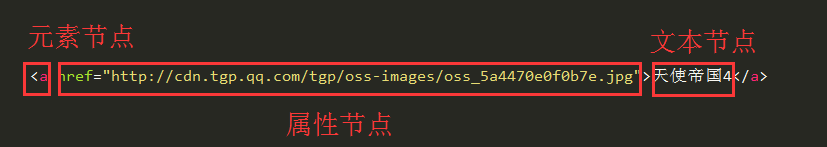 元素节点
文本节点
<a href="http://cdn.tgp.qq.com/tgp/oss-images/oss_5a4470e0f0b7e.jpg">天使帝国4</a>
属性节点